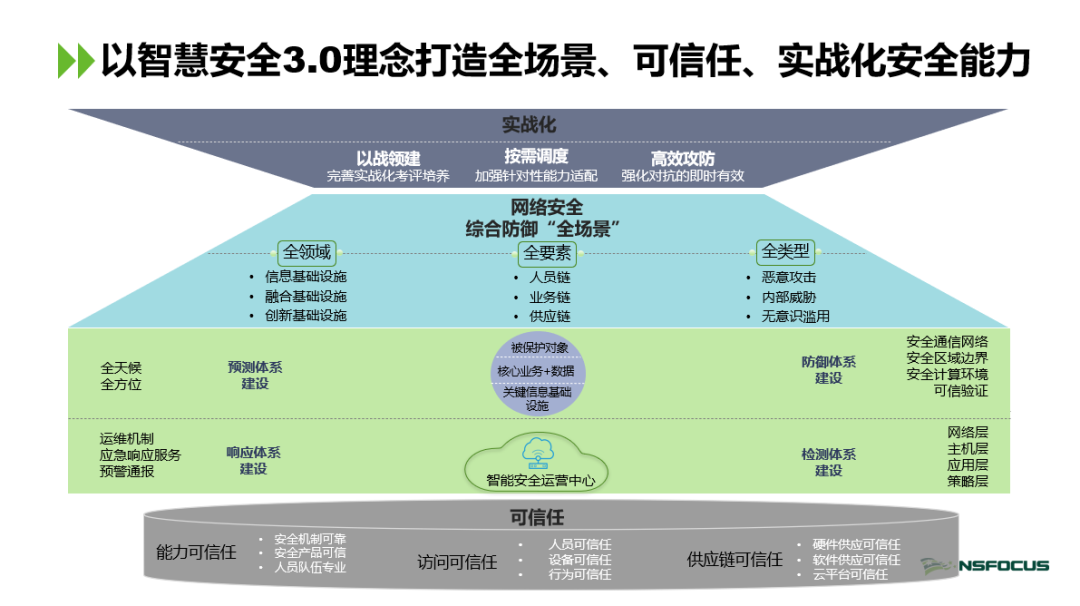 以智慧安全3.0理念打造全场景、可信任、实战化安全能力
实战化
以战领建
完善实战化考评培养
按需调度
加强针对性能力适配
高效攻防
强化对抗的即时有效
网络安全
综合防御“全场景”
全领域
• 信息基础设施
• 融合基础设施
• 创新基础设施
全要素
• 人员链
• 业务链
• 供应链
全类型
• 恶意攻击
• 内部威胁
• 无意识滥用
全天候
全方位
预测体系
建设
被保护对象
核心业务+数据
关键信息基础
设施
防御体系
建设
安全通信网络
安全区域边界
安全计算环境
可信验证
运维机制
应急响应服务
预警通报
响应体系
建设
智能安全运营中心
检测体系
建设
网络层
主机层
应用层
策略层
可信任
能力可信任
• 安全机制可靠
• 安全产品可信
• 人员队伍专业
访问可信任
• 人员可信任
• 设备可信任
• 行为可信任
供应链可信任
• 硬件供应可信任
• 软件供应可信任
• 云平台可信任
NSFOCUS